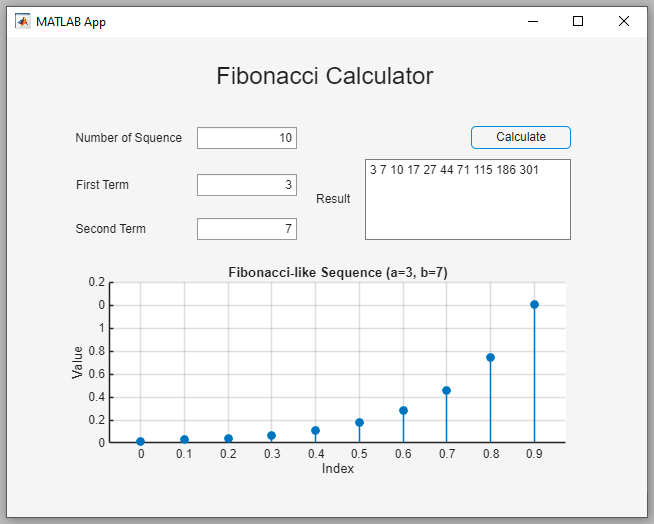 MATLAB App
Fibonacci Calculator
Number of Squence 10
Calculate
First Term 3
Second Term 7
Result
3 7 10 17 27 44 71 115 186 301
Fibonacci-like Sequence (a=3, b=7)
Value
0.2
0
1
0.8
0.6
0.4
0.2
0
0 0.1 0.2 0.3 0.4 0.5 0.6 0.7 0.8 0.9
Index